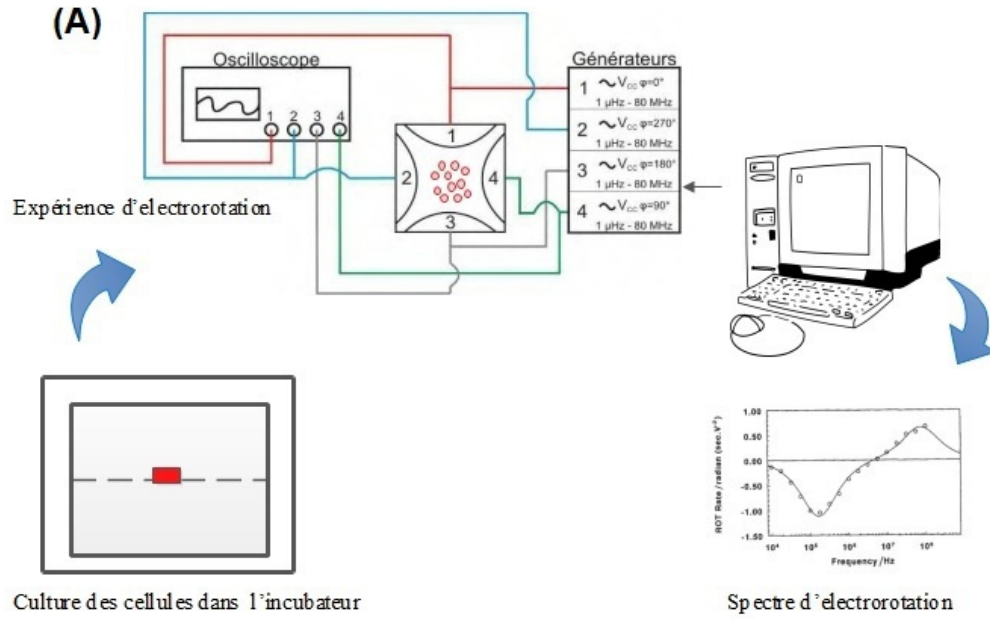 (A)
Oscilloscope
1 2 3 4
Générateurs
1 ~Vcc φ=0°
1 µHz - 80 MHz
2 ~Vcc φ=270°
1 µHz - 80 MHz
3 ~Vcc φ=180°
1 µHz - 80 MHz
4 ~Vcc φ=90°
1 µHz - 80 MHz
1
2 4
3
Expérience d'electrorotation
Culture des cellules dans l'incubateur
ROT Rate/radian (sec.V⁻²)
1.00
0.50
0.00
-0.50
-1.00
-1.50
10⁴ 10⁵ 10⁶ 10⁷ 10⁸
Frequency /Hz
Spectre d'electrorotation